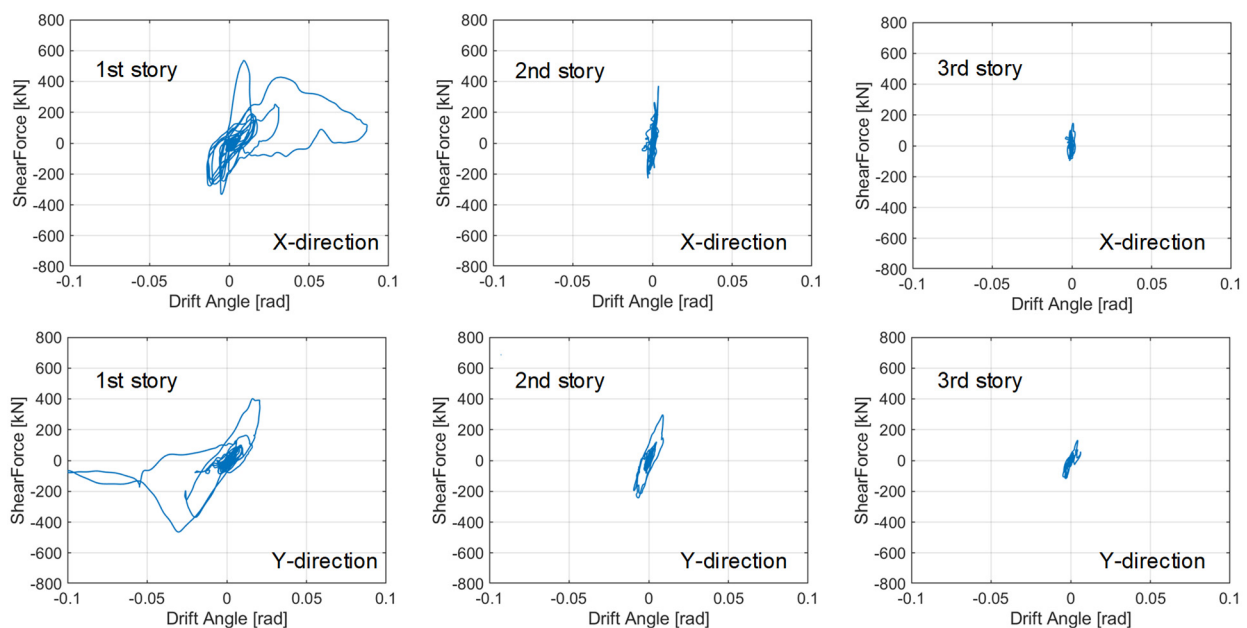 800
600
400
200
0
-200
-400
-600
-800
ShearForce [kN]
1st story
X-direction
-0.1 -0.05 0 0.05 0.1
Drift Angle [rad]
800
600
400
200
0
-200
-400
-600
-800
ShearForce [kN]
2nd story
X-direction
-0.1 -0.05 0 0.05 0.1
Drift Angle [rad]
800
600
400
200
0
-200
-400
-600
-800
ShearForce [kN]
3rd story
X-direction
-0.1 -0.05 0 0.05 0.1
Drift Angle [rad]
800
600
400
200
0
-200
-400
-600
-800
ShearForce [kN]
1st story
Y-direction
-0.1 -0.05 0 0.05 0.1
Drift Angle [rad]
800
600
400
200
0
-200
-400
-600
-800
ShearForce [kN]
2nd story
Y-direction
-0.1 -0.05 0 0.05 0.1
Drift Angle [rad]
800
600
400
200
0
-200
-400
-600
-800
ShearForce [kN]
3rd story
Y-direction
-0.1 -0.05 0 0.05 0.1
Drift Angle [rad]